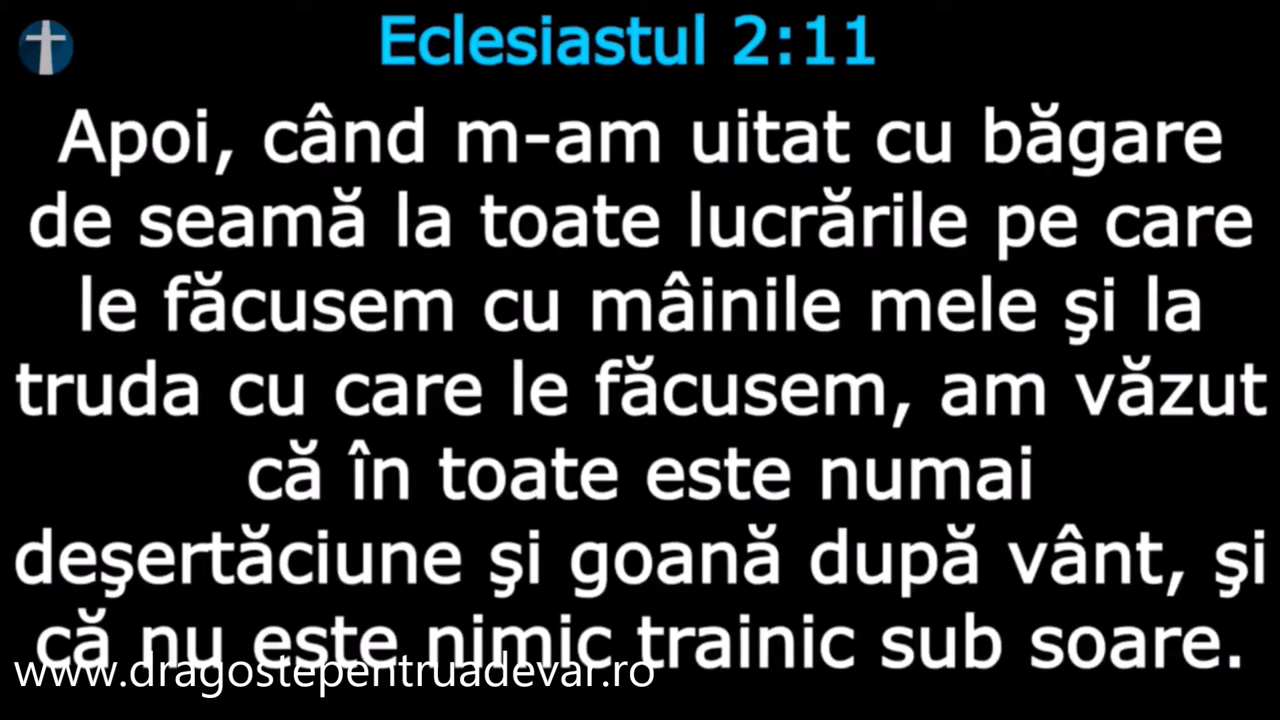 Eclesiastul 2:11
Apoi, când m-am uitat cu băgare
de seamă la toate lucrările pe care
le făcusem cu mâinile mele şi la
truda cu care le făcusem, am văzut
că în toate este numai
deşertăciune şi goană după vânt, şi
că nu este nimic trainic sub soare.
www.dragostepentruadevar.ro